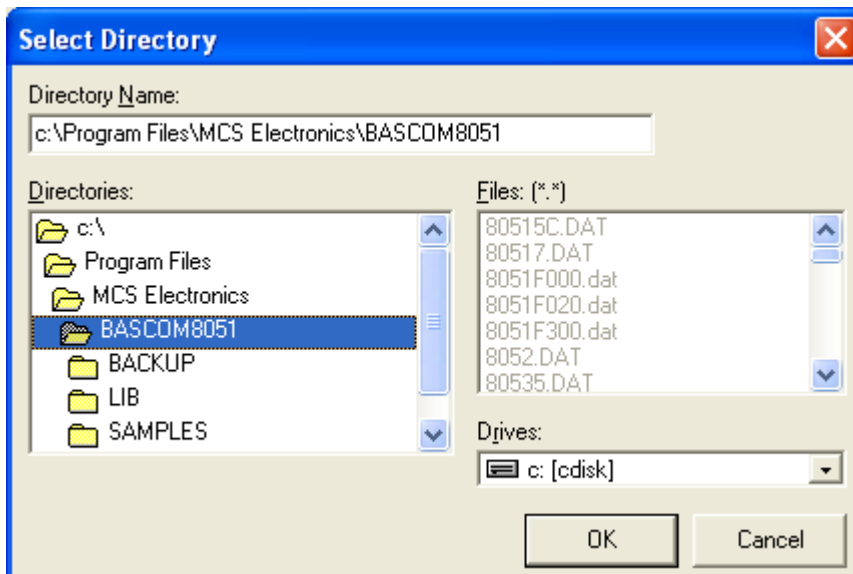 Select Directory
Directory Name:
c:\Program Files\MCS Electronics\BASCOM8051
Directories:
c:\
Program Files
MCS Electronics
BASCOM8051
BACKUP
LIB
SAMPLES
Files: (*.*)
80515C.DAT
80517.DAT
8051F000.dat
8051F020.dat
8051F300.dat
8052.DAT
80535.DAT
Drives:
c: [cdisk]
OK
Cancel